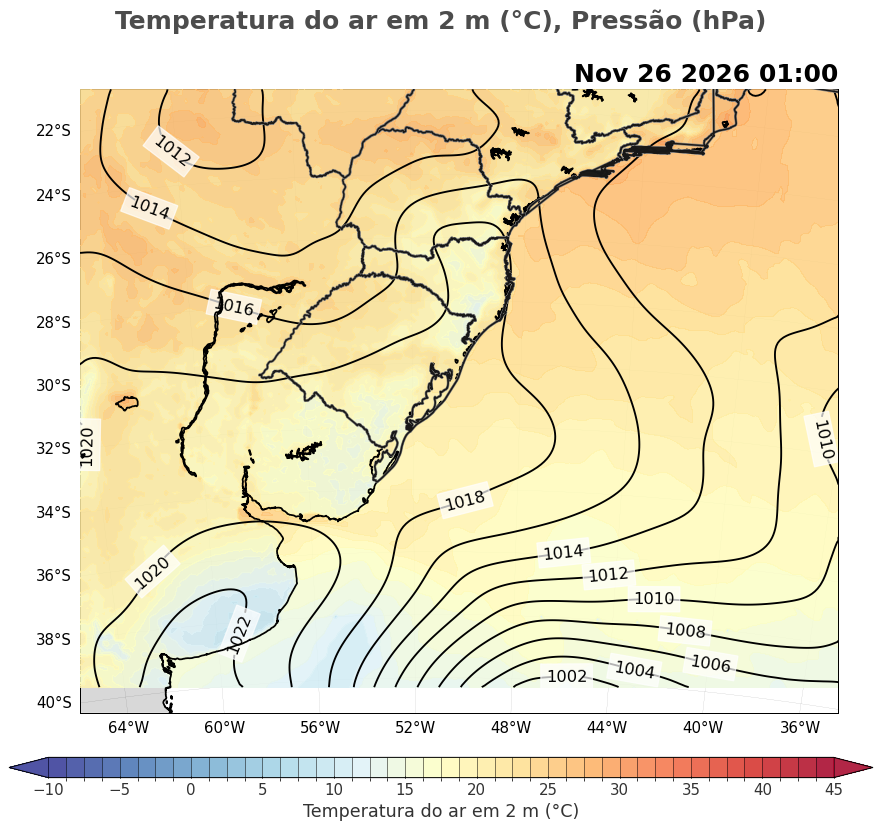 Temperatura do ar em 2 m (°C), Pressão (hPa)
Nov 26 2026 01:00
22°S
24°S
26°S
28°S
30°S
32°S
34°S
36°S
38°S
40°S
1012
1014
1016
1020
1010
1018
1014
1020
1012
1010
1022
1008
1006
1004
1002
64°W 60°W 56°W 52°W 48°W 44°W 40°W 36°W
−10 −5 0 5 10 15 20 25 30 35 40 45
Temperatura do ar em 2 m (°C)